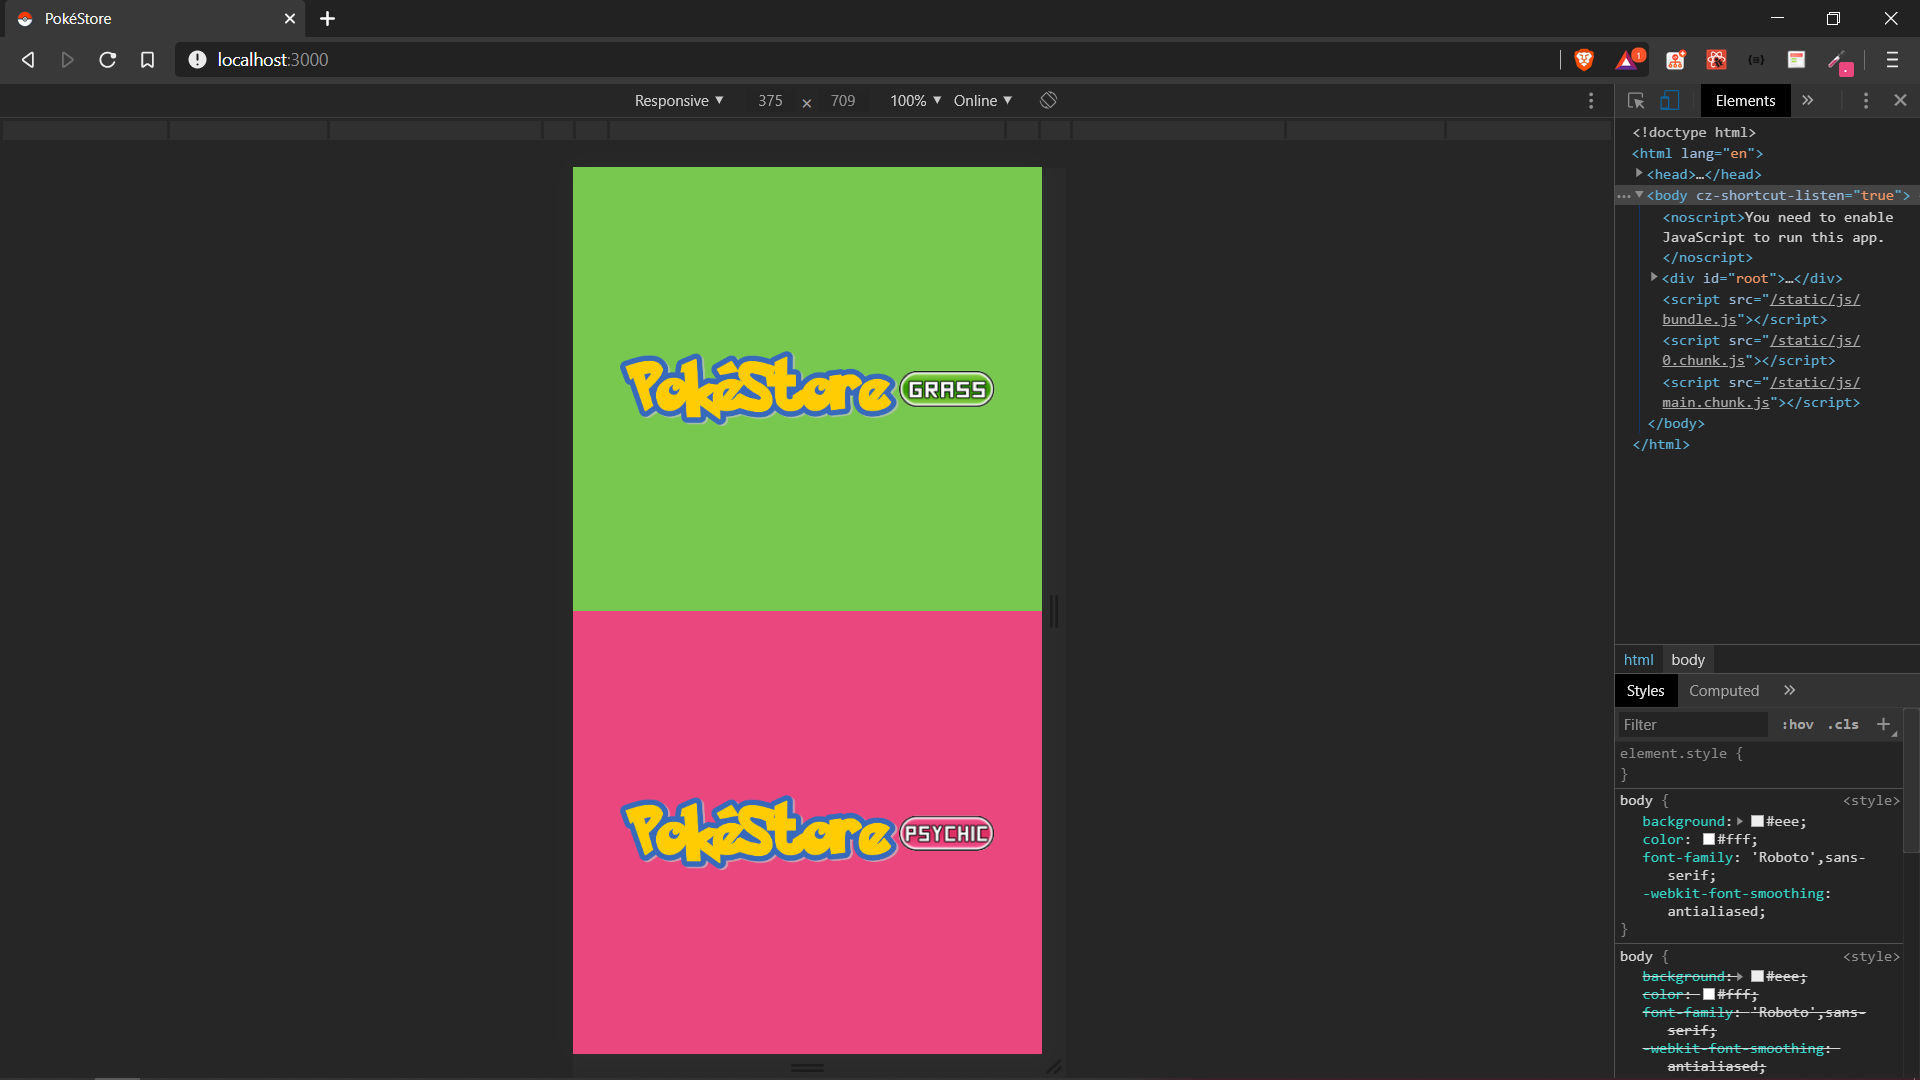 PokéStore
localhost:3000
1
Responsive ▼ 375 × 709 100% ▼ Online ▼
Elements
<!doctype html>
<html lang="en">
<head>…</head>
<body cz-shortcut-listen="true">
<noscript>You need to enable
JavaScript to run this app.
</noscript>
<div id="root">…</div>
<script src="/static/js/
bundle.js"></script>
<script src="/static/js/
0.chunk.js"></script>
<script src="/static/js/
main.chunk.js"></script>
</body>
</html>
PokéStore GRASS
PokéStore PSYCHIC
html body
Styles Computed
Filter :hov .cls
element.style {
}
body { <style>
background: #eee;
color: #fff;
font-family: 'Roboto',sans-
serif;
-webkit-font-smoothing:
antialiased;
}
body { <style>
background: #eee;
color: #fff;
font-family: 'Roboto',sans-
serif;
-webkit-font-smoothing:
antialiased;